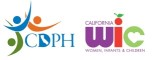 CDPH
CALIFORNIA
WIC
WOMEN, INFANTS & CHILDREN